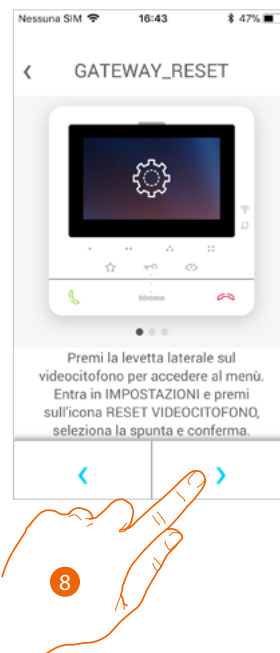 Nessuna SIM 16:43 47%
GATEWAY_RESET
bticino
Premi la levetta laterale sul
videocitofono per accedere al menù.
Entra in IMPOSTAZIONI e premi
sull'icona RESET VIDEOCITOFONO,
seleziona la spunta e conferma.
8